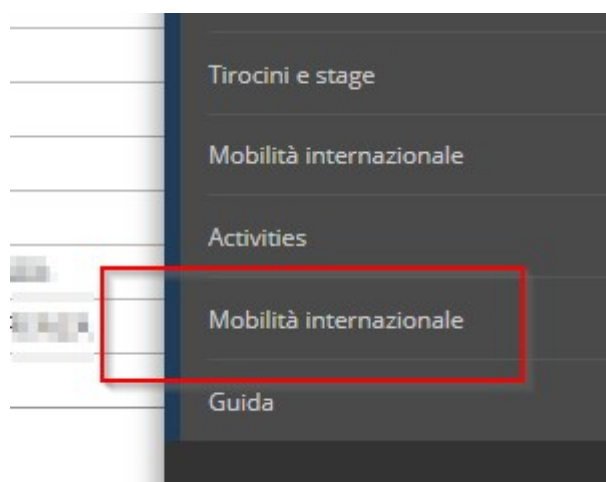 Tirocini e stage
Mobilità internazionale
Activities
Mobilità internazionale
Guida